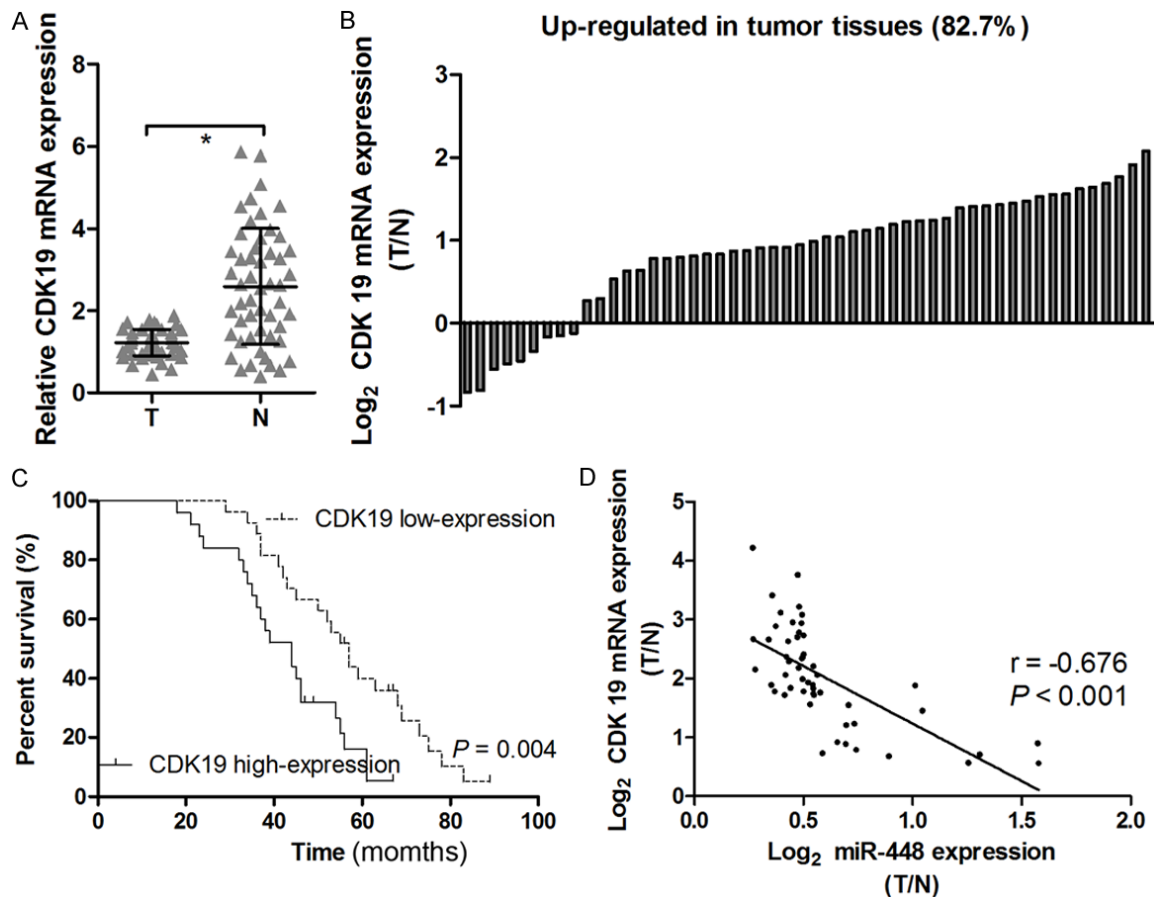 A
Relative CDK19 mRNA expression
8
6
4
2
0
*
T
N
B
Up-regulated in tumor tissues (82.7%)
Log2 CDK 19 mRNA expression
(T/N)
3
2
1
0
-1
C
Percent survival (%)
100
80
60
40
20
0
CDK19 low-expression
P = 0.004
CDK19 high-expression
0 20 40 60 80 100
Time (momths)
D
Log2 CDK 19 mRNA expression
(T/N)
5
4
3
2
1
0
r = -0.676
P < 0.001
0.0 0.5 1.0 1.5 2.0
Log2 miR-448 expression
(T/N)